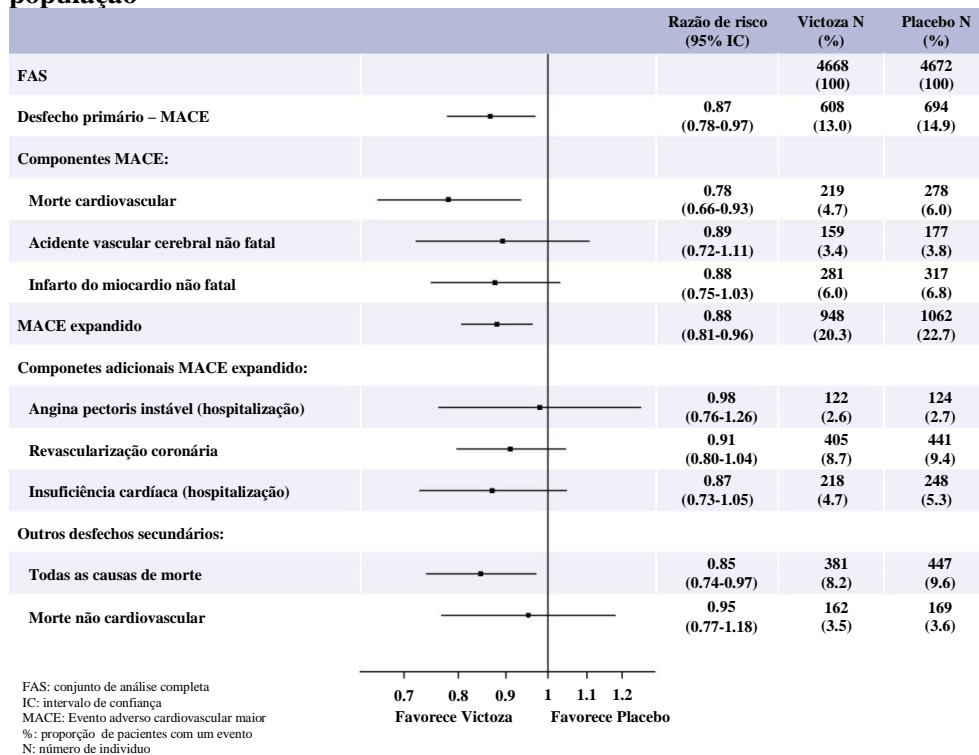 população
Razão de risco Victoza N Placebo N
(95% IC) (%) (%)
FAS 4668 4672
(100) (100)
Desfecho primário – MACE 0.87 608 694
(0.78-0.97) (13.0) (14.9)
Componentes MACE:
Morte cardiovascular 0.78 219 278
(0.66-0.93) (4.7) (6.0)
Acidente vascular cerebral não fatal 0.89 159 177
(0.72-1.11) (3.4) (3.8)
Infarto do miocardio não fatal 0.88 281 317
(0.75-1.03) (6.0) (6.8)
MACE expandido 0.88 948 1062
(0.81-0.96) (20.3) (22.7)
Componetes adicionais MACE expandido:
Angina pectoris instável (hospitalização) 0.98 122 124
(0.76-1.26) (2.6) (2.7)
Revascularização coronária 0.91 405 441
(0.80-1.04) (8.7) (9.4)
Insuficiência cardíaca (hospitalização) 0.87 218 248
(0.73-1.05) (4.7) (5.3)
Outros desfechos secundários:
Todas as causas de morte 0.85 381 447
(0.74-0.97) (8.2) (9.6)
Morte não cardiovascular 0.95 162 169
(0.77-1.18) (3.5) (3.6)
0.7 0.8 0.9 1 1.1 1.2
Favorece Victoza Favorece Placebo
FAS: conjunto de análise completa
IC: intervalo de confiança
MACE: Evento adverso cardiovascular maior
%: proporção de pacientes com um evento
N: número de individuo